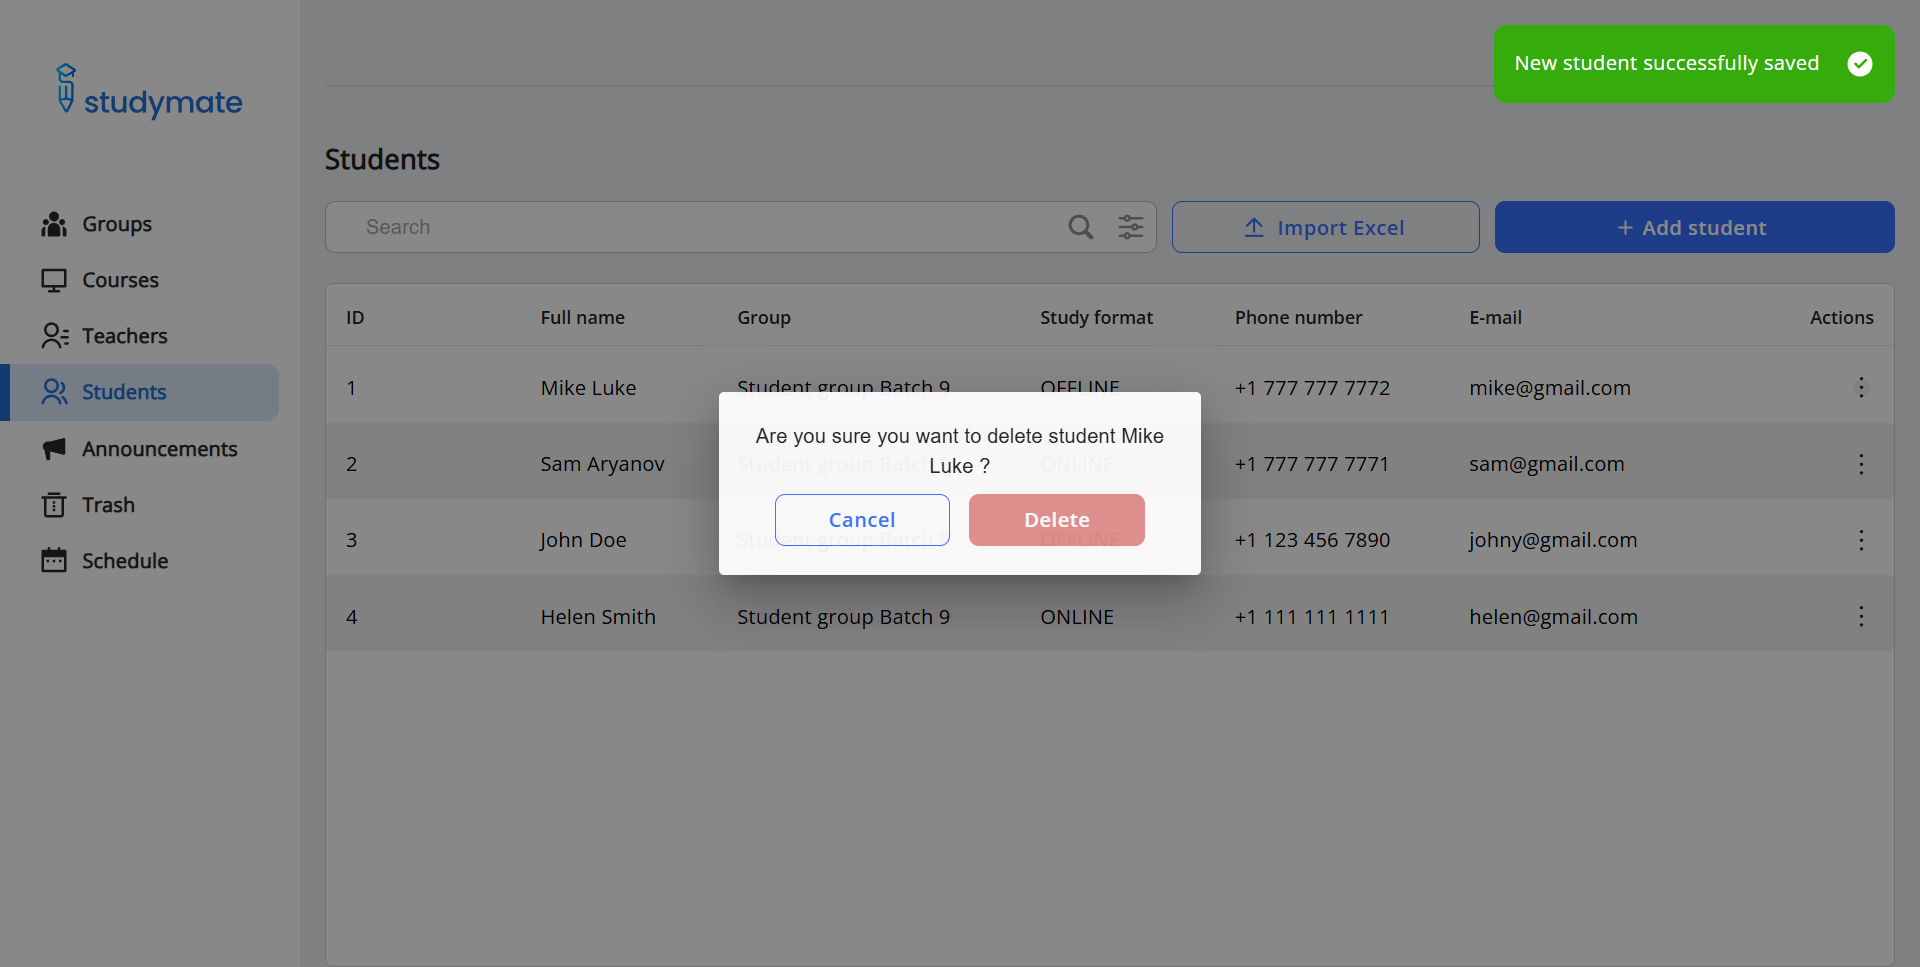 studymate
New student successfully saved
Groups
Courses
Teachers
Students
Announcements
Trash
Schedule
Students
Search
Import Excel
+ Add student
ID Full name Group Study format Phone number E-mail Actions
1 Mike Luke Student group Batch 9 OFFLINE +1 777 777 7772 mike@gmail.com
2 Sam Aryanov Student group Batch ONLINE +1 777 777 7771 sam@gmail.com
3 John Doe Student group Batch 9 OFFLINE +1 123 456 7890 johny@gmail.com
4 Helen Smith Student group Batch 9 ONLINE +1 111 111 1111 helen@gmail.com
Are you sure you want to delete student Mike
Luke ?
Cancel
Delete